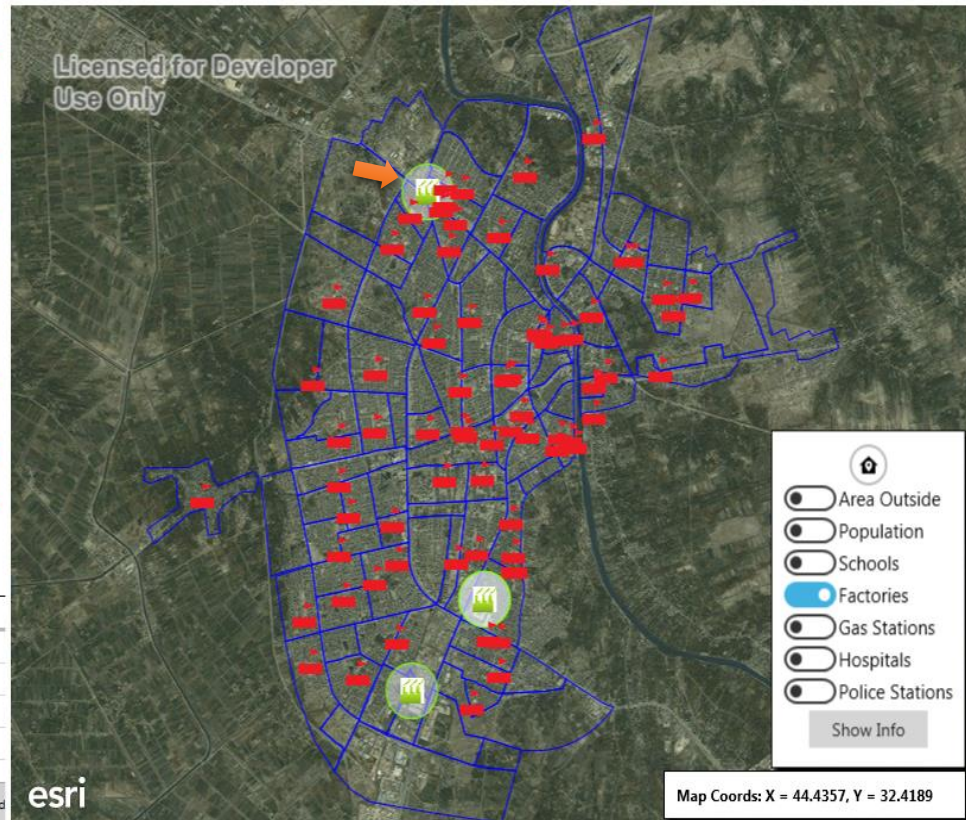 Licensed for Developer
Use Only
Area Outside
Population
Schools
Factories
Gas Stations
Hospitals
Police Stations
Show Info
esri
Map Coords: X = 44.4357, Y = 32.4189